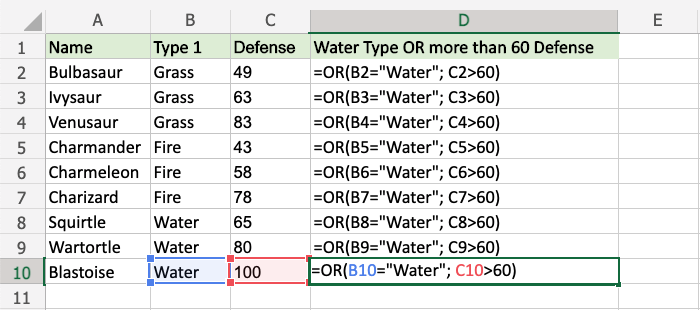 A B C D E
1 Name Type 1 Defense Water Type OR more than 60 Defense
2 Bulbasaur Grass 49 =OR(B2="Water"; C2>60)
3 Ivysaur Grass 63 =OR(B3="Water"; C3>60)
4 Venusaur Grass 83 =OR(B4="Water"; C4>60)
5 Charmander Fire 43 =OR(B5="Water"; C5>60)
6 Charmeleon Fire 58 =OR(B6="Water"; C6>60)
7 Charizard Fire 78 =OR(B7="Water"; C7>60)
8 Squirtle Water 65 =OR(B8="Water"; C8>60)
9 Wartortle Water 80 =OR(B9="Water"; C9>60)
10 Blastoise Water 100 =OR(B10="Water"; C10>60)
11